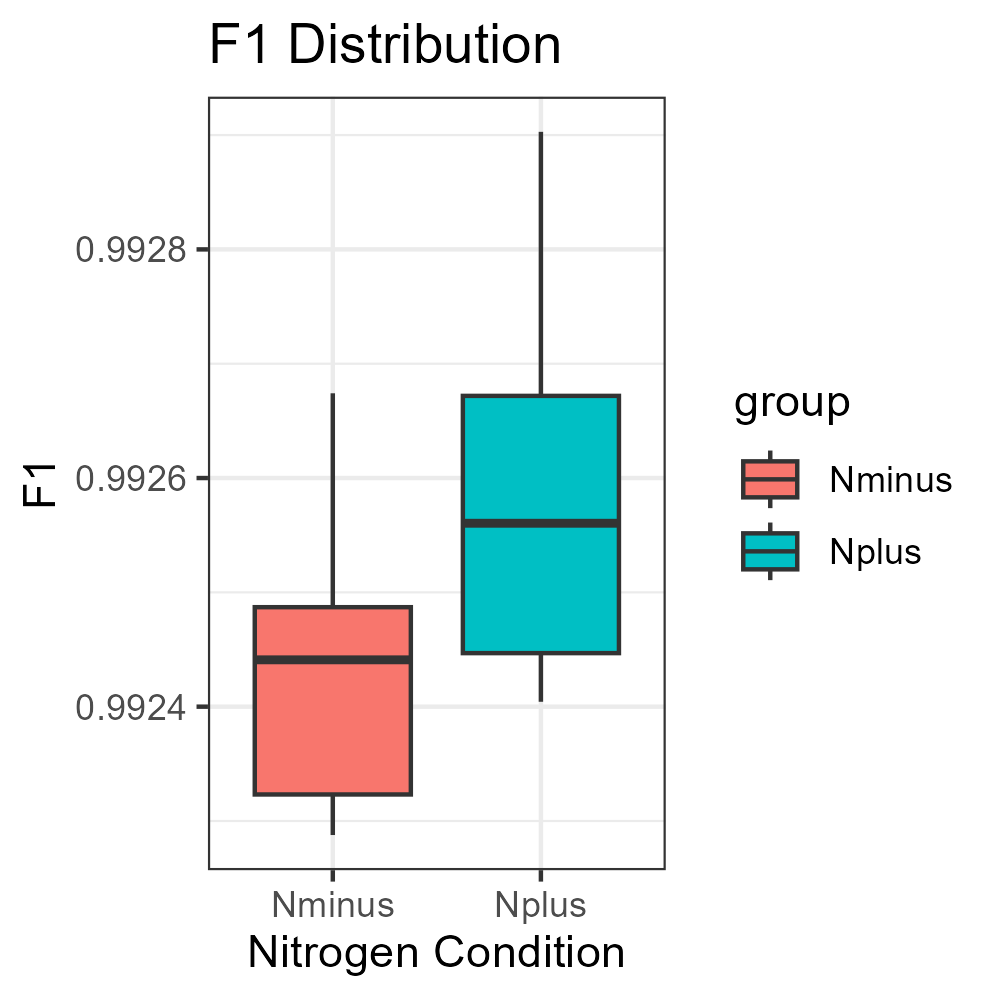 F1 Distribution
F1
0.9928
0.9926
0.9924
Nminus
Nplus
Nitrogen Condition
group
Nminus
Nplus